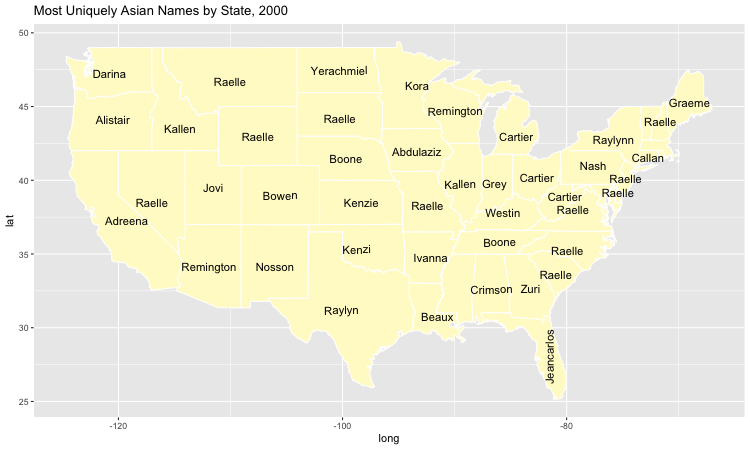 Most Uniquely Asian Names by State, 2000
50
45
40
35
30
25
lat
Darina
Raelle
Yerachmiel
Kora
Graeme
Alistair
Kallen
Raelle
Raelle
Remington
Cartier
Raylynn
Raelle
Boone
Abdulaziz
Callan
Nash
Raelle
Raelle
Jovi
Bowen
Kenzie
Raelle
Kallen
Grey
Cartier
Cartier
Raelle
Raelle
Adreena
Westin
Boone
Raelle
Remington
Nosson
Kenzi
Ivanna
Raelle
Raylyn
Beaux
Crimson
Zuri
Jeancarlos
-120
-100
-80
long